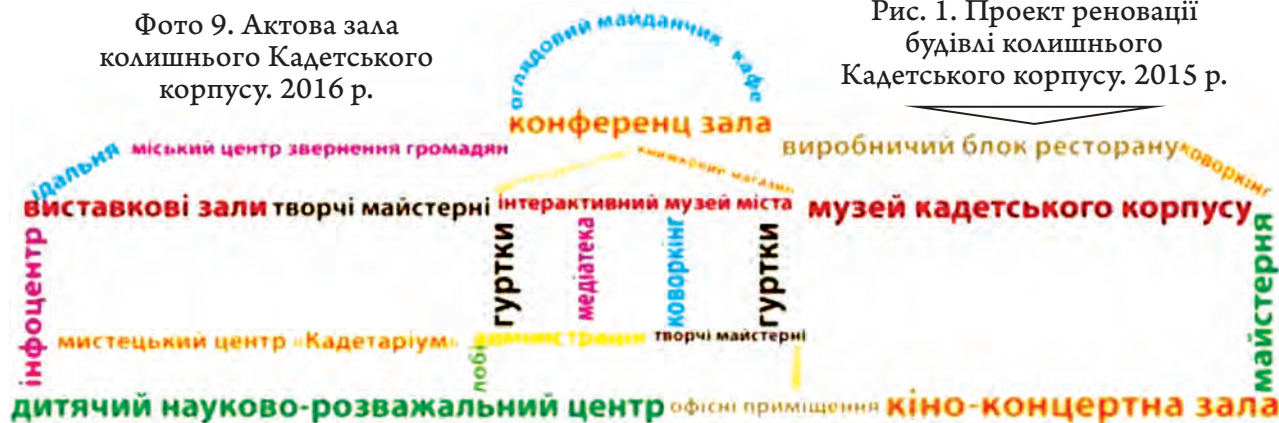 Фото 9. Актова зала
колишнього Кадетського
корпусу. 2016 р.
Рис. 1. Проект реновації
будівлі колишнього
Кадетського корпусу. 2015 р.
оглядовий майданчик кафе
конференц зала
їдальня
міський центр звернення громадян
книжковий магазин
виробничий блок ресторану
коворкінг
виставкові зали
творчі майстерні
інтерактивний музей міста
музей кадетського корпусу
інфоцентр
гуртки
медіатека
коворкінг
гуртки
майстерня
мистецький центр «Кадетаріум»
лобі
адміністрація
творчі майстерні
дитячий науково-розважальний центр
офісні приміщення
кіно-концертна зала